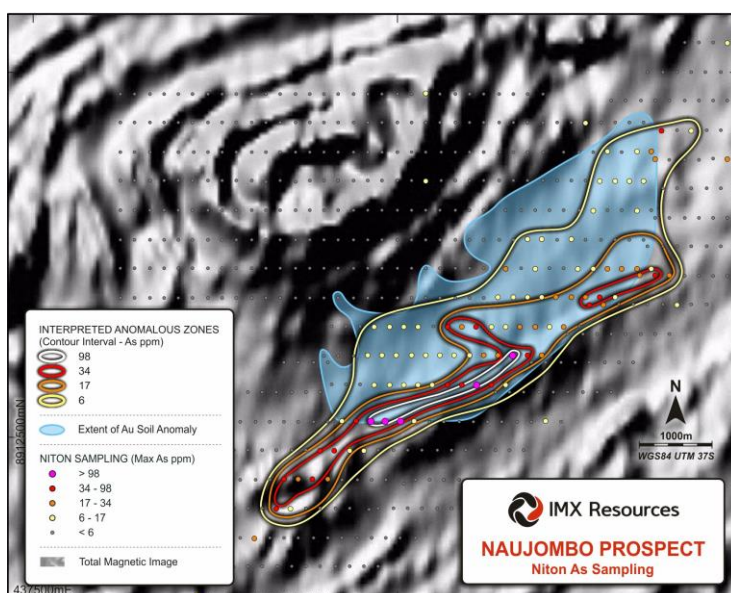 INTERPRETED ANOMALOUS ZONES
(Contour Interval - As ppm)
98
34
17
6
Extent of Au Soil Anomaly
NITON SAMPLING (Max As ppm)
> 98
34 - 98
17 - 34
6 - 17
< 6
Total Magnetic Image
8912500mN
437500mE
N
1000m
WGS84 UTM 37S
IMX Resources
NAUJOMBO PROSPECT
Niton As Sampling